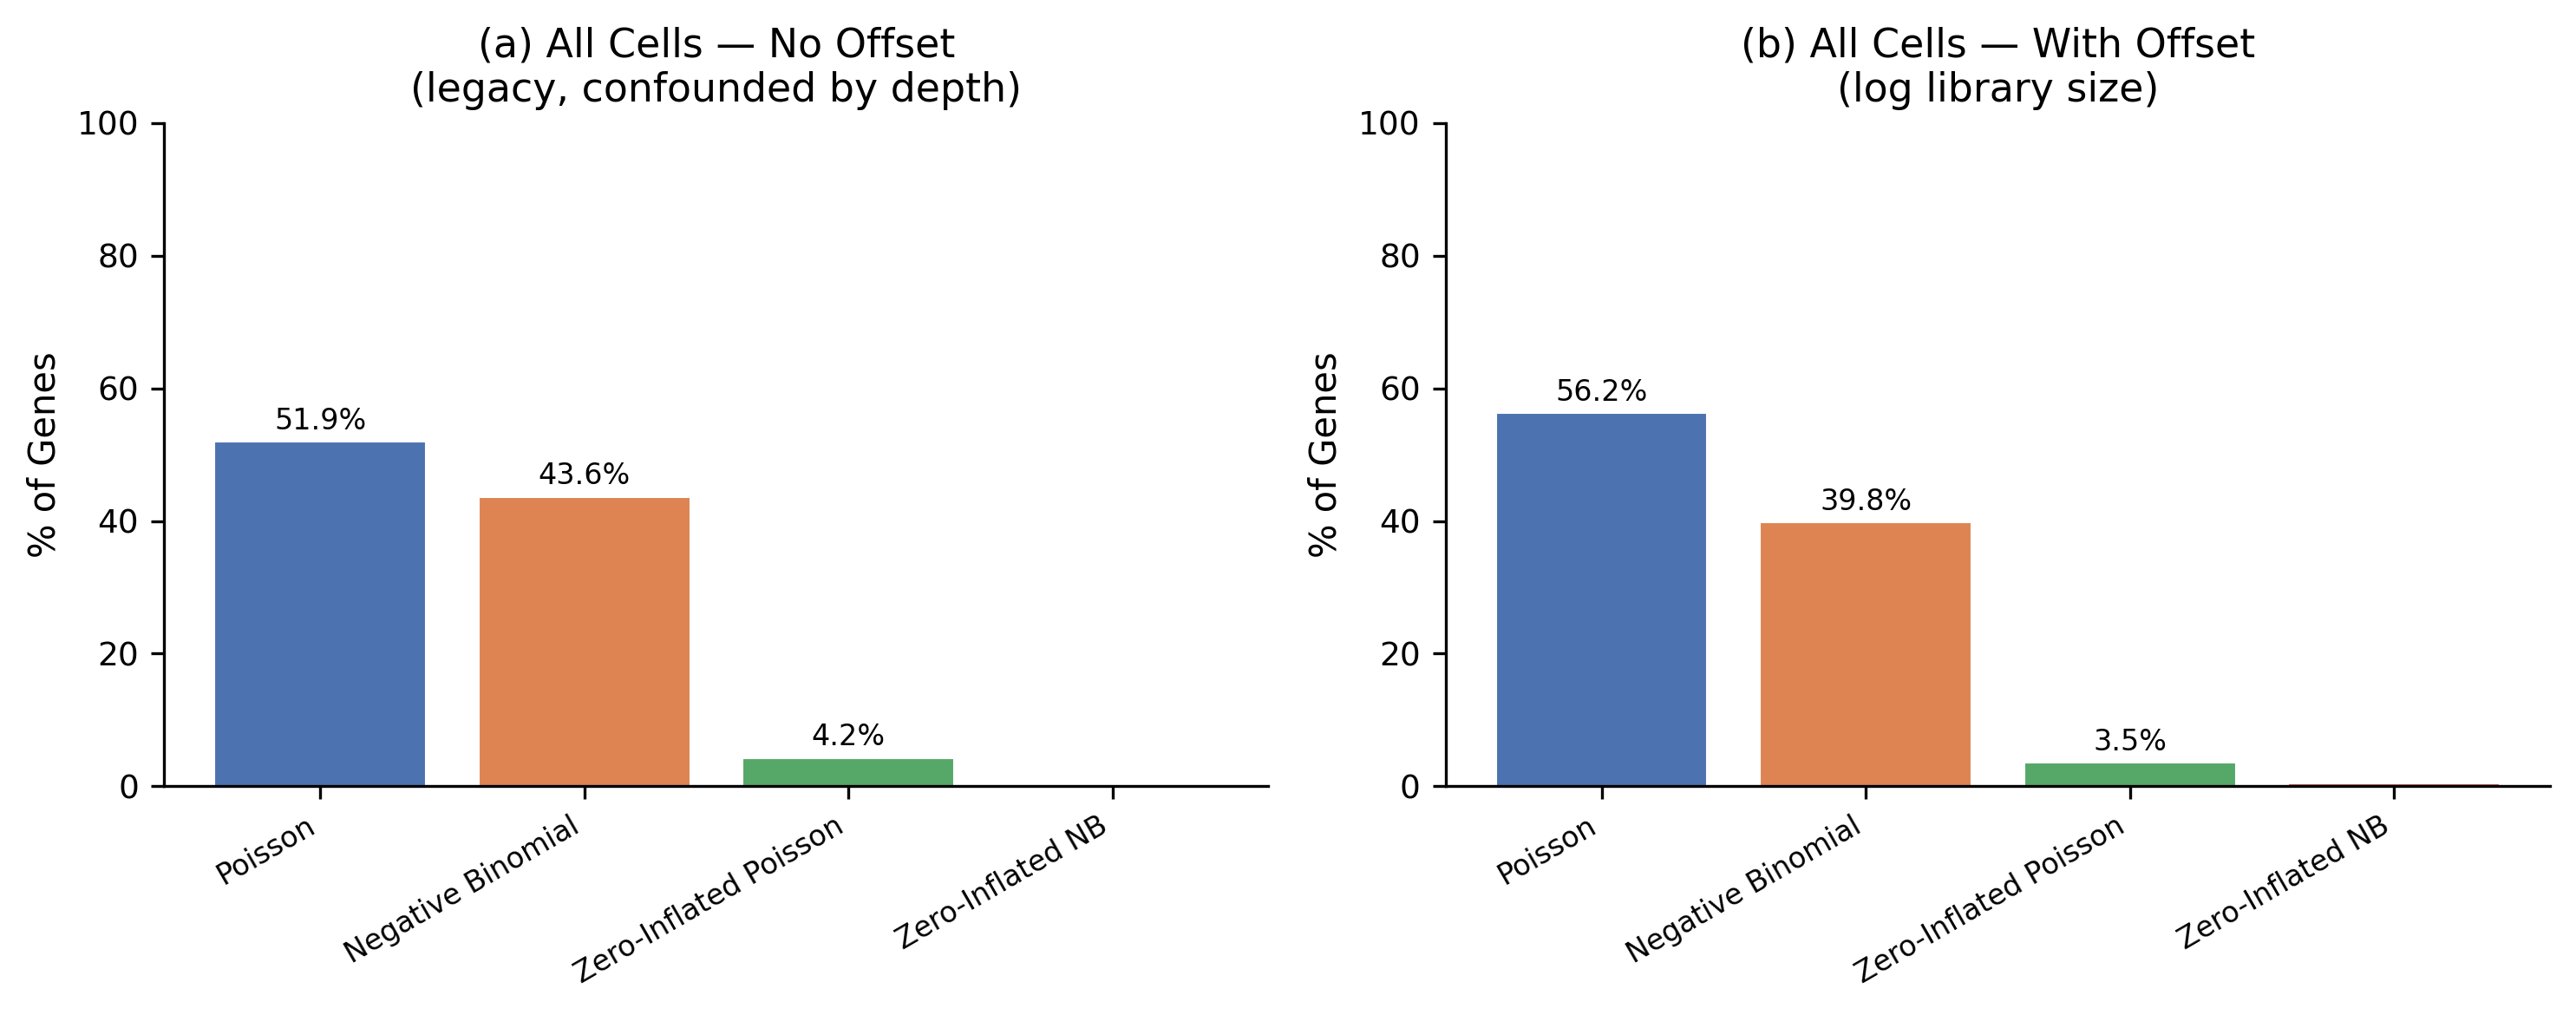 (a) All Cells — No Offset
(legacy, confounded by depth)
% of Genes
100
80
60
40
20
0
51.9%
43.6%
4.2%
Poisson
Negative Binomial
Zero-Inflated Poisson
Zero-Inflated NB
(b) All Cells — With Offset
(log library size)
% of Genes
100
80
60
40
20
0
56.2%
39.8%
3.5%
Poisson
Negative Binomial
Zero-Inflated Poisson
Zero-Inflated NB